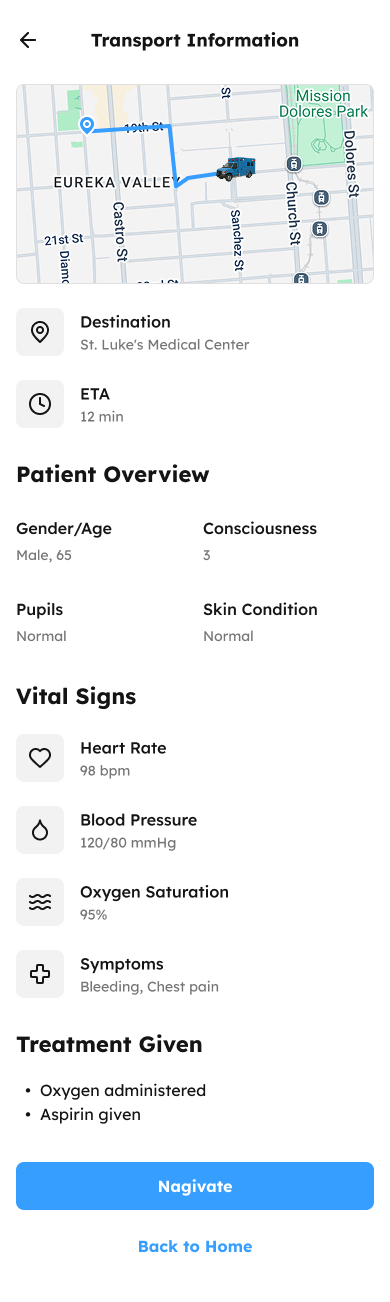 Transport Information
St
Mission
Dolores Park
19th St
Dolores St
EUREKA VALLEY
Castro St
Sanchez St
Church St
21st St
Diamo
Destination
St. Luke's Medical Center
ETA
12 min
Patient Overview
Gender/Age
Consciousness
Male, 65
3
Pupils
Skin Condition
Normal
Normal
Vital Signs
Heart Rate
98 bpm
Blood Pressure
120/80 mmHg
Oxygen Saturation
95%
Symptoms
Bleeding, Chest pain
Treatment Given
• Oxygen administered
• Aspirin given
Nagivate
Back to Home